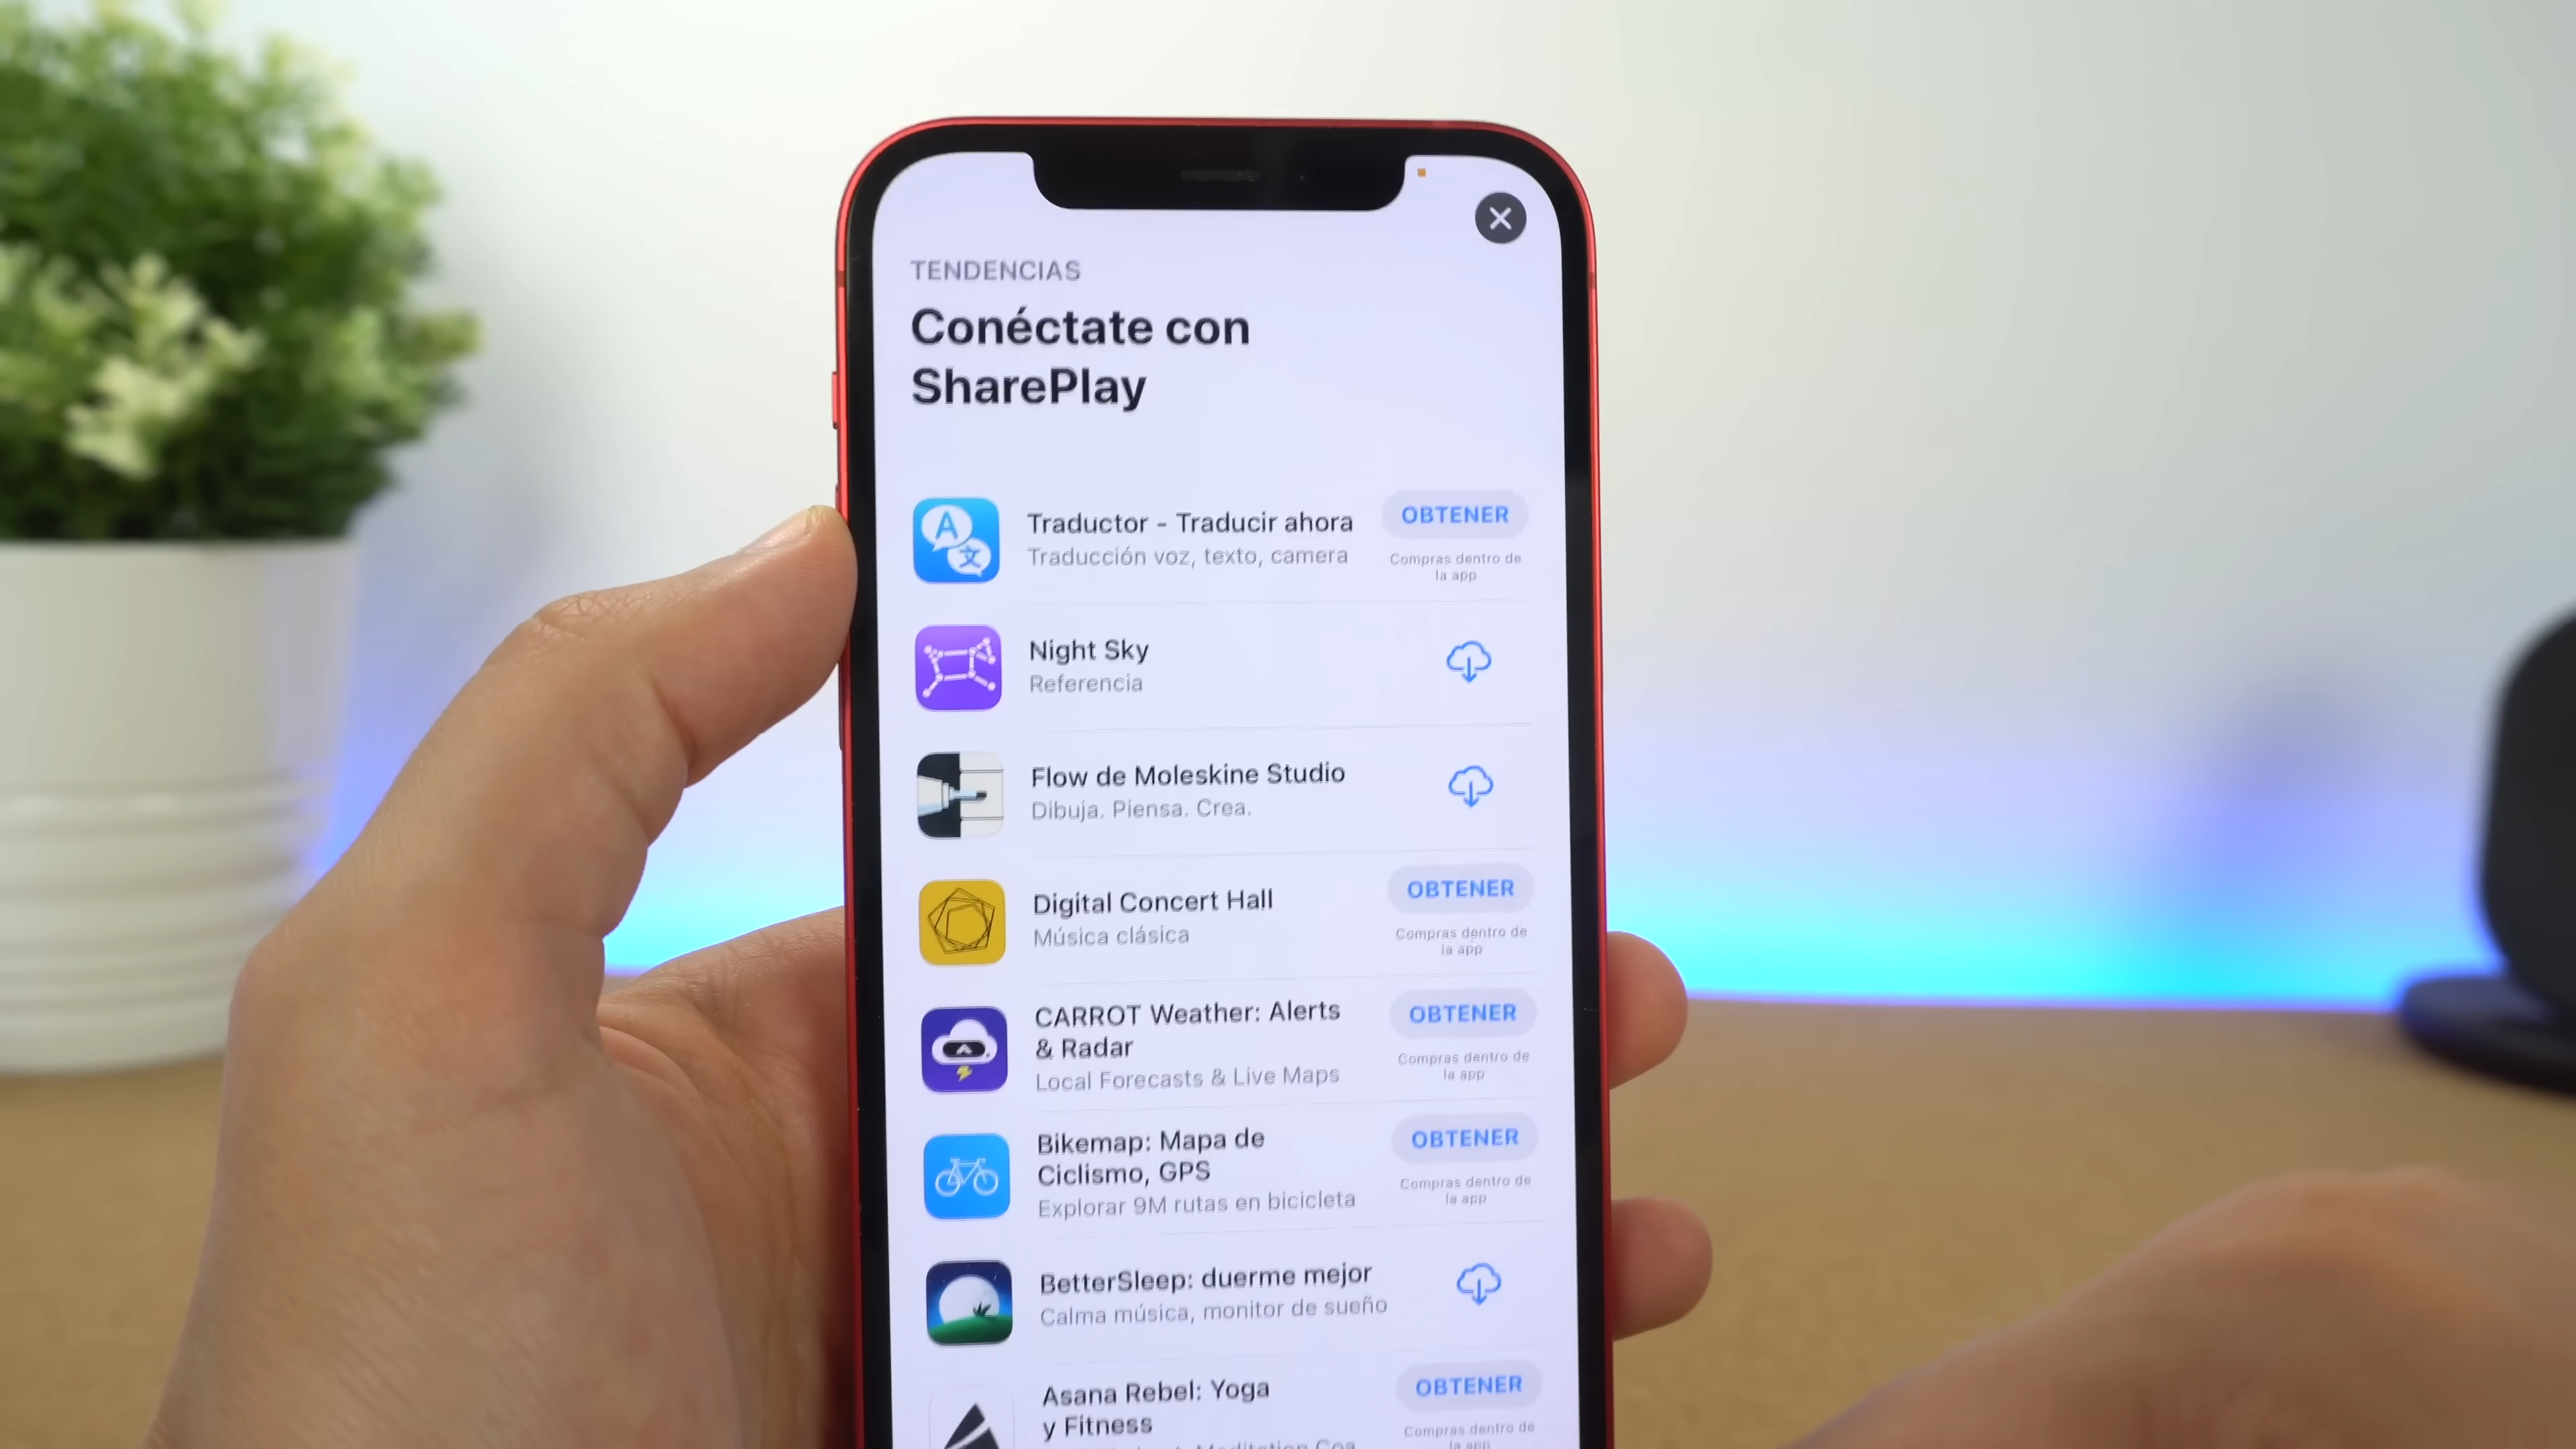 TENDENCIAS
Conéctate con
SharePlay
Traductor - Traducir ahora
Traducción voz, texto, camera
OBTENER
Compras dentro de
la app
Night Sky
Referencia
Flow de Moleskine Studio
Dibuja. Piensa. Crea.
Digital Concert Hall
Música clásica
OBTENER
Compras dentro de
la app
CARROT Weather: Alerts
& Radar
Local Forecasts & Live Maps
OBTENER
Compras dentro de
la app
Bikemap: Mapa de
Ciclismo, GPS
Explorar 9M rutas en bicicleta
OBTENER
Compras dentro de
la app
BetterSleep: duerme mejor
Calma música, monitor de sueño
Asana Rebel: Yoga
y Fitness
OBTENER
Compras dentro de
la app